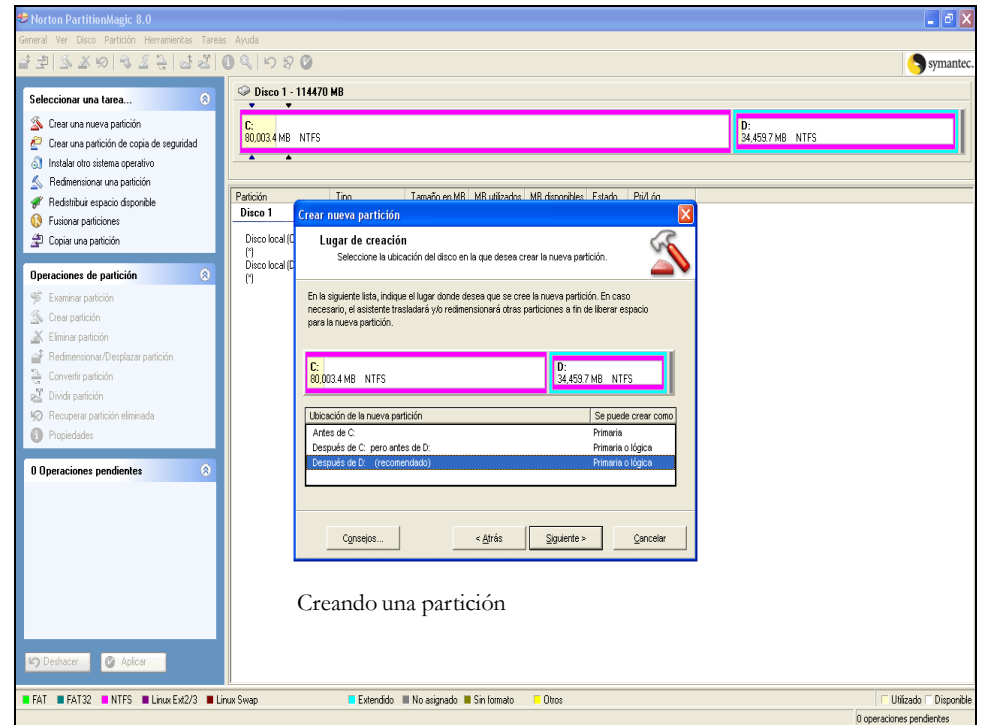 Norton PartitionMagic 8.0
General Ver Disco Partición Herramientas Tareas Ayuda
symantec.
Seleccionar una tarea...
Crear una nueva partición
Crear una partición de copia de seguridad
Instalar otro sistema operativo
Redimensionar una partición
Redistribuir espacio disponible
Fusionar particiones
Copiar una partición
Operaciones de partición
Examinar partición
Crear partición
Eliminar partición
Redimensionar/Desplazar partición
Convertir partición
Dividir partición
Recuperar partición eliminada
Propiedades
0 Operaciones pendientes
Deshacer Aplicar
Disco 1 - 114470 MB
C: D:
80,003.4 MB NTFS 34,459.7 MB NTFS
Partición Tipo Tamaño en MB MB utilizados MB disponibles Estado Pri/Lóg
Disco 1
Disco local (C
(*)
Disco local (D
(*)
Crear nueva partición
Lugar de creación
Seleccione la ubicación del disco en la que desea crear la nueva partición.
En la siguiente lista, indique el lugar donde desea que se cree la nueva partición. En caso
necesario, el asistente trasladará y/o redimensionará otras particiones a fin de liberar espacio
para la nueva partición.
C: D:
80,003.4 MB NTFS 34,459.7 MB NTFS
Ubicación de la nueva partición Se puede crear como
Antes de C: Primaria
Después de C: pero antes de D: Primaria o lógica
Después de D: (recomendado) Primaria o lógica
Consejos... < Atrás Siguiente > Cancelar
Creando una partición
FAT FAT32 NTFS Linux Ext2/3 Linux Swap Extendido No asignado Sin formato Otros Utilizado Disponible
0 operaciones pendientes